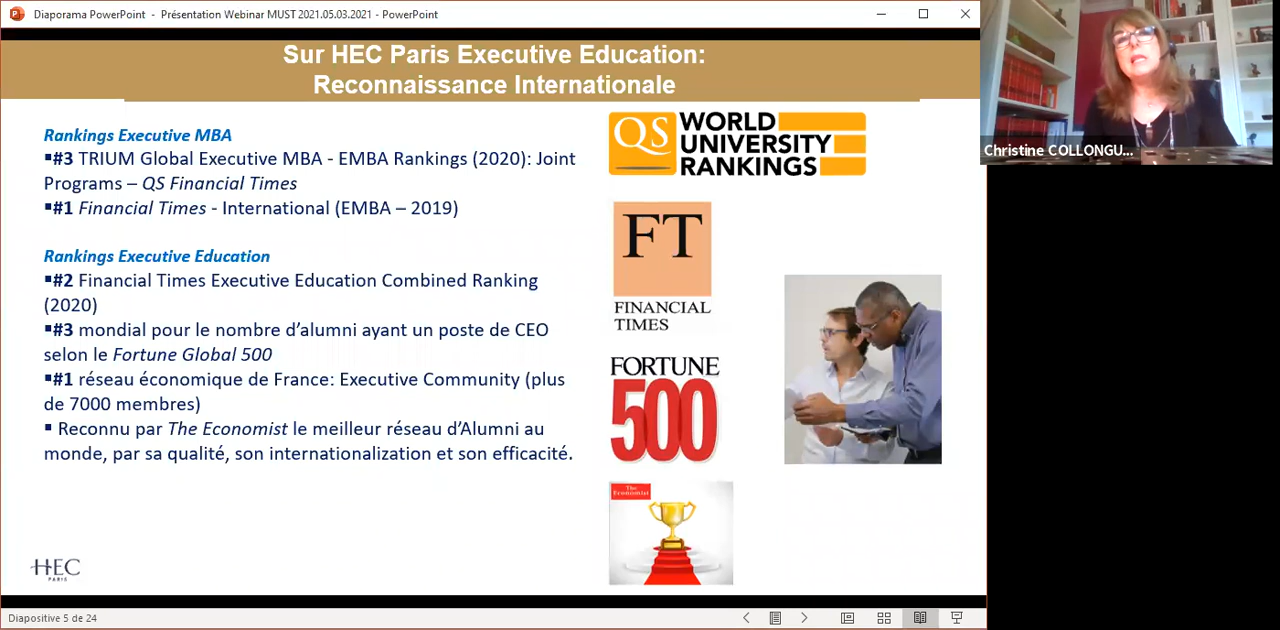 Diaporama PowerPoint - Présentation Webinar MUST 2021.05.03.2021 - PowerPoint
Sur HEC Paris Executive Education:
Reconnaissance Internationale
Rankings Executive MBA
▪#3 TRIUM Global Executive MBA - EMBA Rankings (2020): Joint
Programs – QS Financial Times
▪#1 Financial Times - International (EMBA – 2019)
Rankings Executive Education
▪#2 Financial Times Executive Education Combined Ranking
(2020)
▪#3 mondial pour le nombre d’alumni ayant un poste de CEO
selon le Fortune Global 500
▪#1 réseau économique de France: Executive Community (plus
de 7000 membres)
▪ Reconnu par The Economist le meilleur réseau d’Alumni au
monde, par sa qualité, son internationalization et son efficacité.
QS WORLD
UNIVERSITY
RANKINGS
FT
FINANCIAL
TIMES
FORTUNE
500
The
Economist
HEC
PARIS
Christine COLLONGU...
Diapositive 5 de 24